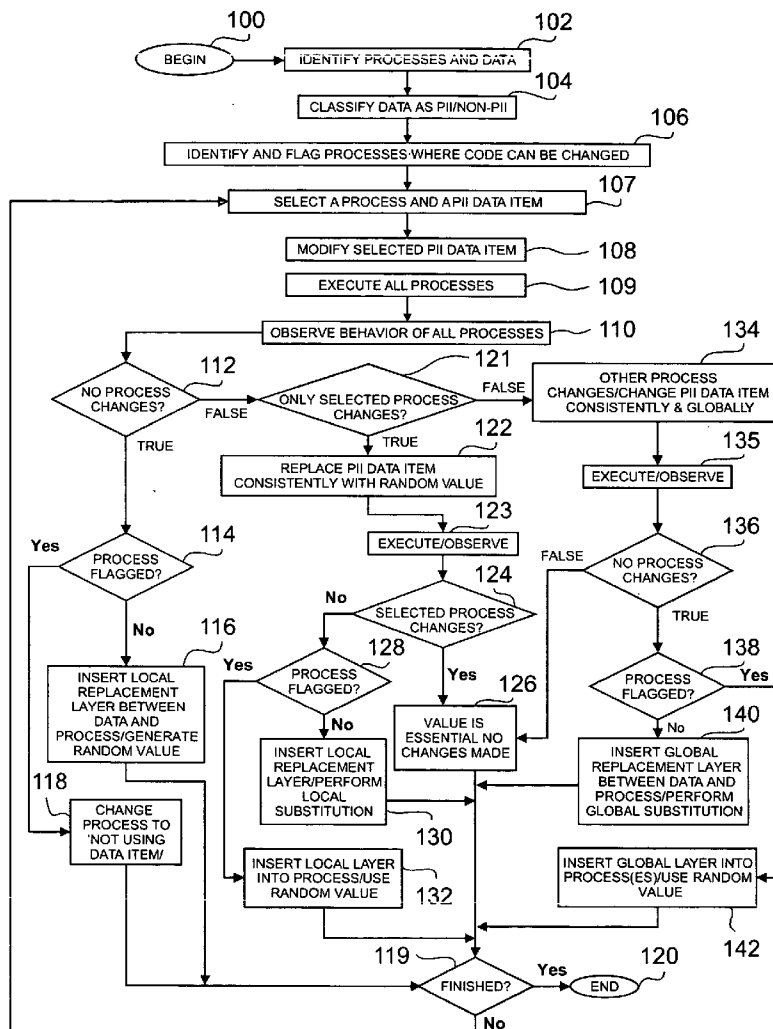 100
BEGIN
102
IDENTIFY PROCESSES AND DATA
104
CLASSIFY DATA AS PII/NON-PII
106
IDENTIFY AND FLAG PROCESSES WHERE CODE CAN BE CHANGED
107
SELECT A PROCESS AND A PII DATA ITEM
MODIFY SELECTED PII DATA ITEM
108
EXECUTE ALL PROCESSES
109
OBSERVE BEHAVIOR OF ALL PROCESSES
110
112
NO PROCESS
CHANGES?
FALSE
TRUE
121
ONLY SELECTED PROCESS
CHANGES?
FALSE
TRUE
134
OTHER PROCESS
CHANGES/CHANGE PII DATA ITEM
CONSISTENTLY & GLOBALLY
122
REPLACE PII DATA ITEM
CONSISTENTLY WITH RANDOM VALUE
135
EXECUTE/OBSERVE
123
EXECUTE/OBSERVE
136
FALSE
NO PROCESS
CHANGES?
TRUE
114
Yes
PROCESS
FLAGGED?
No
124
No
SELECTED PROCESS
CHANGES?
Yes
128
Yes
PROCESS
FLAGGED?
No
138
PROCESS
FLAGGED?
Yes
No
116
INSERT LOCAL
REPLACEMENT
LAYER BETWEEN
DATA AND
PROCESS/GENERATE
RANDOM VALUE
126
VALUE IS
ESSENTIAL NO
CHANGES MADE
140
INSERT GLOBAL
REPLACEMENT LAYER
BETWEEN DATA AND
PROCESS/PERFORM
GLOBAL SUBSTITUTION
INSERT LOCAL
REPLACEMENT
LAYER/PERFORM
LOCAL
SUBSTITUTION
130
118
CHANGE
PROCESS TO
'NOT USING
DATA ITEM/
INSERT LOCAL LAYER
INTO PROCESS/USE
RANDOM VALUE
132
INSERT GLOBAL LAYER INTO
PROCESS(ES)/USE RANDOM
VALUE
142
119
FINISHED?
Yes
No
120
END